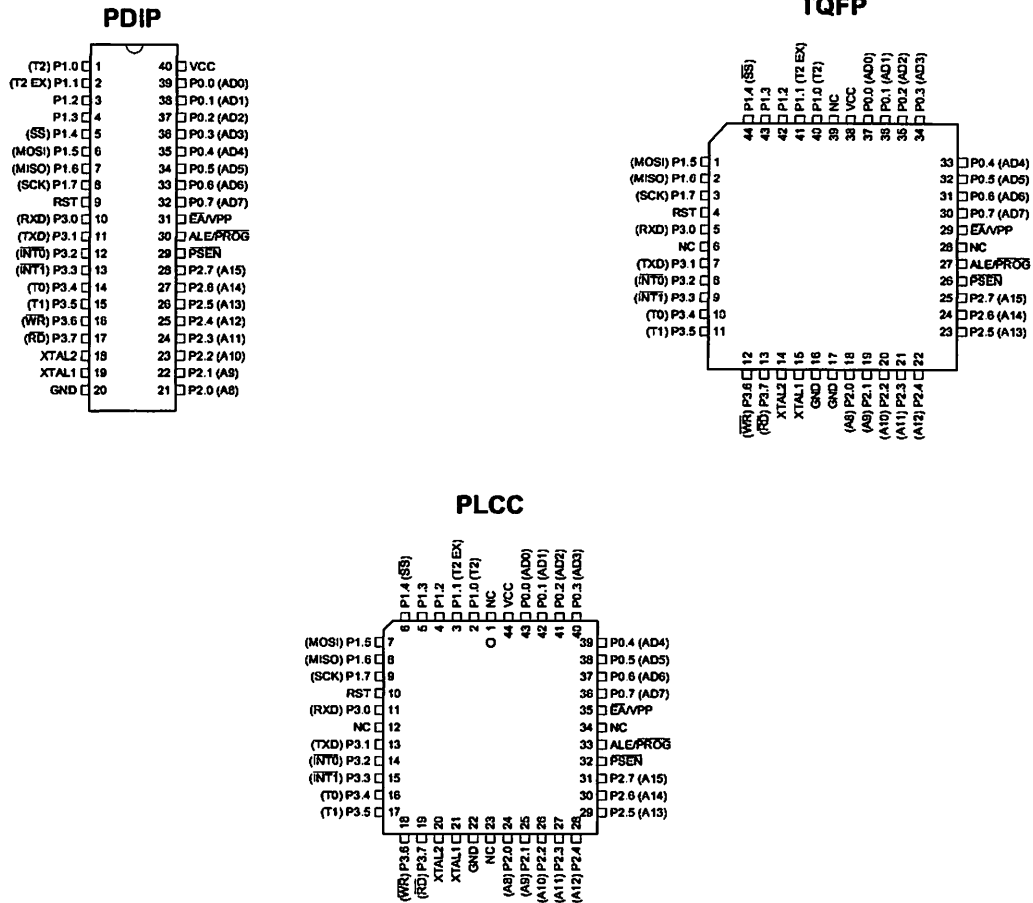 PDIP
(T2) P1.0 1 40 VCC
(T2 EX) P1.1 2 39 P0.0 (AD0)
P1.2 3 38 P0.1 (AD1)
P1.3 4 37 P0.2 (AD2)
(SS) P1.4 5 36 P0.3 (AD3)
(MOSI) P1.5 6 35 P0.4 (AD4)
(MISO) P1.6 7 34 P0.5 (AD5)
(SCK) P1.7 8 33 P0.6 (AD6)
RST 9 32 P0.7 (AD7)
(RXD) P3.0 10 31 EA/VPP
(TXD) P3.1 11 30 ALE/PROG
(INT0) P3.2 12 29 PSEN
(INT1) P3.3 13 28 P2.7 (A15)
(T0) P3.4 14 27 P2.6 (A14)
(T1) P3.5 15 26 P2.5 (A13)
(WR) P3.6 16 25 P2.4 (A12)
(RD) P3.7 17 24 P2.3 (A11)
XTAL2 18 23 P2.2 (A10)
XTAL1 19 22 P2.1 (A9)
GND 20 21 P2.0 (A8)
TQFP
44 P1.4 (SS)
43 P1.3
42 P1.2
41 P1.1 (T2 EX)
40 P1.0 (T2)
39 NC
38 VCC
37 P0.0 (AD0)
36 P0.1 (AD1)
35 P0.2 (AD2)
34 P0.3 (AD3)
(MOSI) P1.5 1 33 P0.4 (AD4)
(MISO) P1.6 2 32 P0.5 (AD5)
(SCK) P1.7 3 31 P0.6 (AD6)
RST 4 30 P0.7 (AD7)
(RXD) P3.0 5 29 EA/VPP
NC 6 28 NC
(TXD) P3.1 7 27 ALE/PROG
(INT0) P3.2 8 26 PSEN
(INT1) P3.3 9 25 P2.7 (A15)
(T0) P3.4 10 24 P2.6 (A14)
(T1) P3.5 11 23 P2.5 (A13)
(WR) P3.6 12
(RD) P3.7 13
XTAL2 14
XTAL1 15
GND 16
GND 17
(A8) P2.0 18
(A9) P2.1 19
(A10) P2.2 20
(A11) P2.3 21
(A12) P2.4 22
PLCC
6 P1.4 (SS)
5 P1.3
4 P1.2
3 P1.1 (T2 EX)
2 P1.0 (T2)
1 NC
44 VCC
43 P0.0 (AD0)
42 P0.1 (AD1)
41 P0.2 (AD2)
40 P0.3 (AD3)
(MOSI) P1.5 7 39 P0.4 (AD4)
(MISO) P1.6 8 38 P0.5 (AD5)
(SCK) P1.7 9 37 P0.6 (AD6)
RST 10 36 P0.7 (AD7)
(RXD) P3.0 11 35 EA/VPP
NC 12 34 NC
(TXD) P3.1 13 33 ALE/PROG
(INT0) P3.2 14 32 PSEN
(INT1) P3.3 15 31 P2.7 (A15)
(T0) P3.4 16 30 P2.6 (A14)
(T1) P3.5 17 29 P2.5 (A13)
(WR) P3.6 18
(RD) P3.7 19
XTAL2 20
XTAL1 21
GND 22
NC 23
(A8) P2.0 24
(A9) P2.1 25
(A10) P2.2 26
(A11) P2.3 27
(A12) P2.4 28